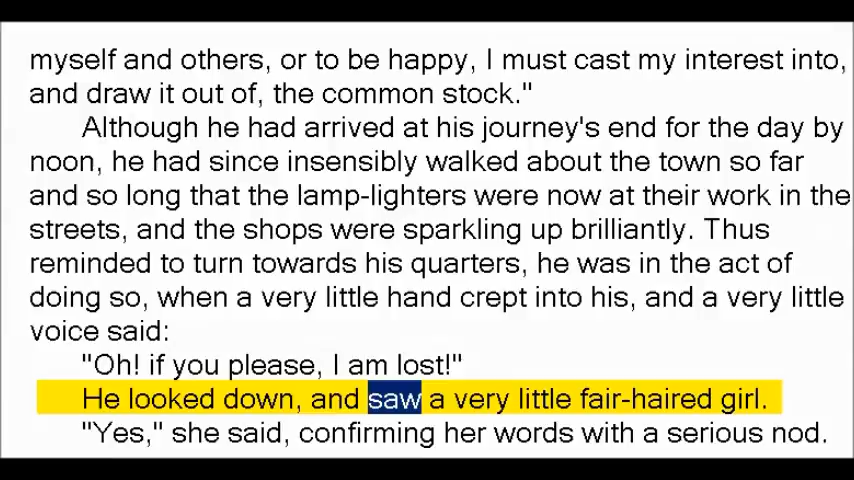 myself and others, or to be happy, I must cast my interest into,
and draw it out of, the common stock."
Although he had arrived at his journey's end for the day by
noon, he had since insensibly walked about the town so far
and so long that the lamp-lighters were now at their work in the
streets, and the shops were sparkling up brilliantly. Thus
reminded to turn towards his quarters, he was in the act of
doing so, when a very little hand crept into his, and a very little
voice said:
"Oh! if you please, I am lost!"
He looked down, and saw a very little fair-haired girl.
"Yes," she said, confirming her words with a serious nod.